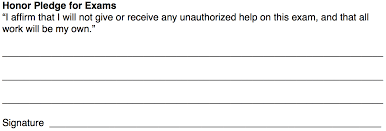 Honor Pledge for Exams
“I affirm that I will not give or receive any unauthorized help on this exam, and that all
work will be my own.”
Signature